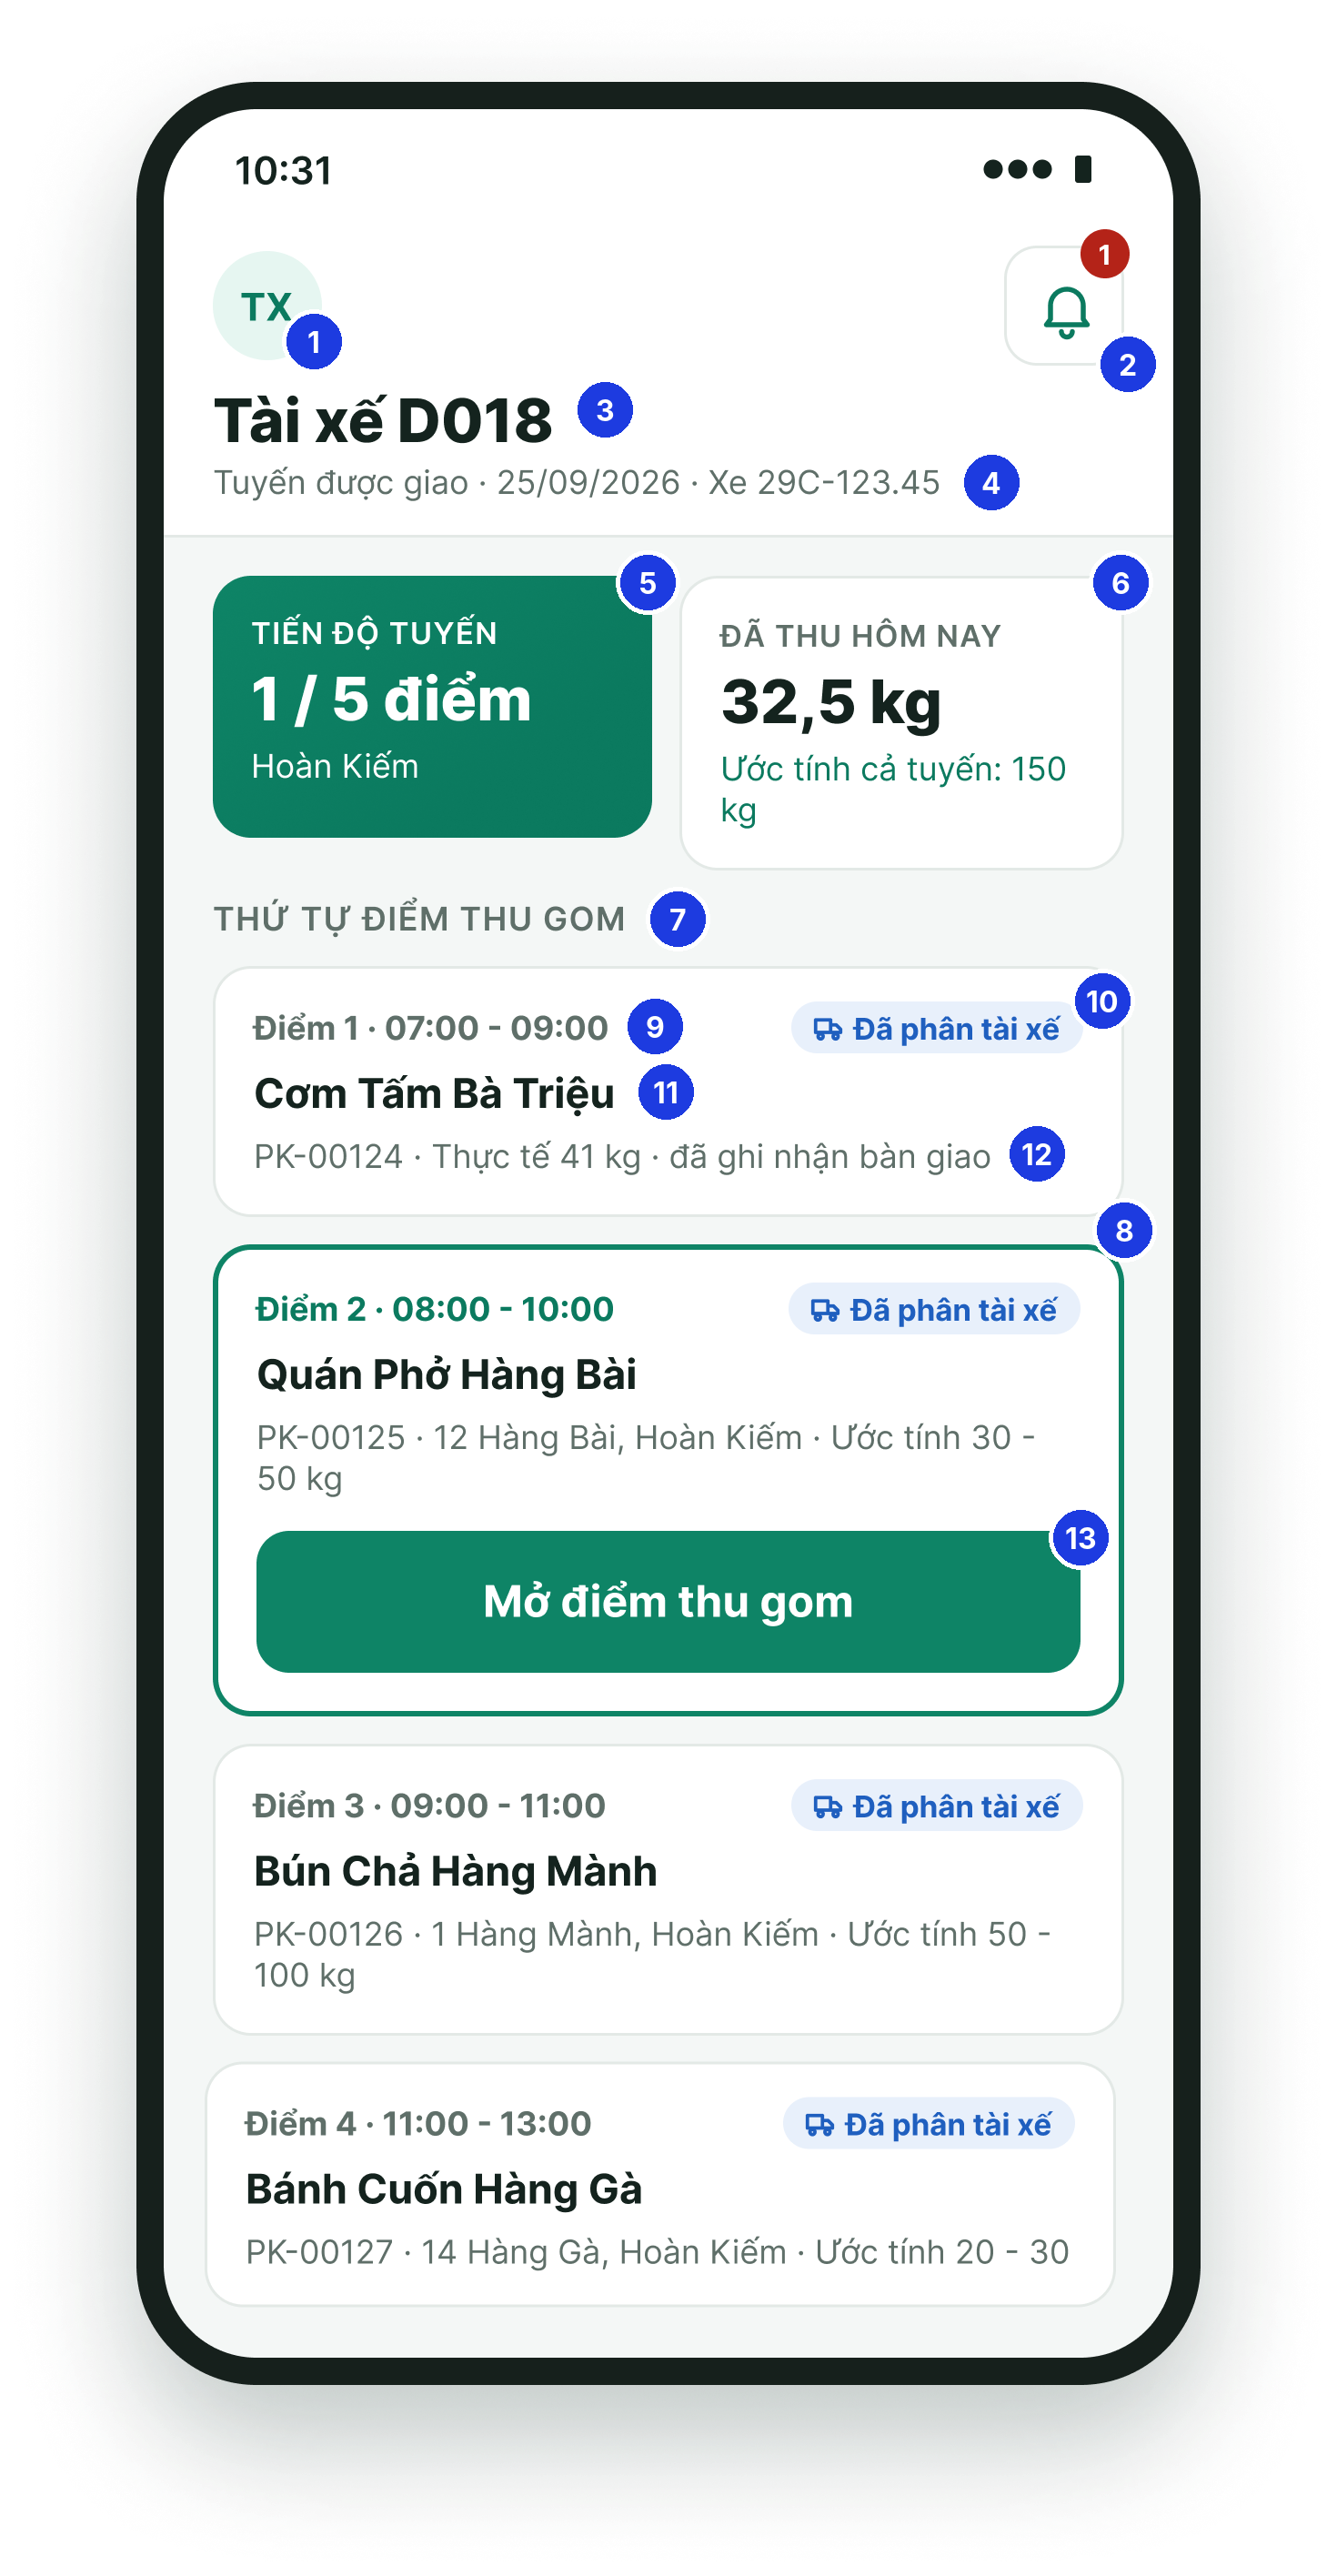 10:31
TX
1
1
2
Tài xế D018
3
Tuyến được giao · 25/09/2026 · Xe 29C-123.45
4
TIẾN ĐỘ TUYẾN
5
1 / 5 điểm
Hoàn Kiếm
ĐÃ THU HÔM NAY
6
32,5 kg
Ước tính cả tuyến: 150
kg
THỨ TỰ ĐIỂM THU GOM
7
Điểm 1 · 07:00 - 09:00
9
Đã phân tài xế
10
Cơm Tấm Bà Triệu
11
PK-00124 · Thực tế 41 kg · đã ghi nhận bàn giao
12
8
Điểm 2 · 08:00 - 10:00
Đã phân tài xế
Quán Phở Hàng Bài
PK-00125 · 12 Hàng Bài, Hoàn Kiếm · Ước tính 30 -
50 kg
13
Mở điểm thu gom
Điểm 3 · 09:00 - 11:00
Đã phân tài xế
Bún Chả Hàng Mành
PK-00126 · 1 Hàng Mành, Hoàn Kiếm · Ước tính 50 -
100 kg
Điểm 4 · 11:00 - 13:00
Đã phân tài xế
Bánh Cuốn Hàng Gà
PK-00127 · 14 Hàng Gà, Hoàn Kiếm · Ước tính 20 - 30